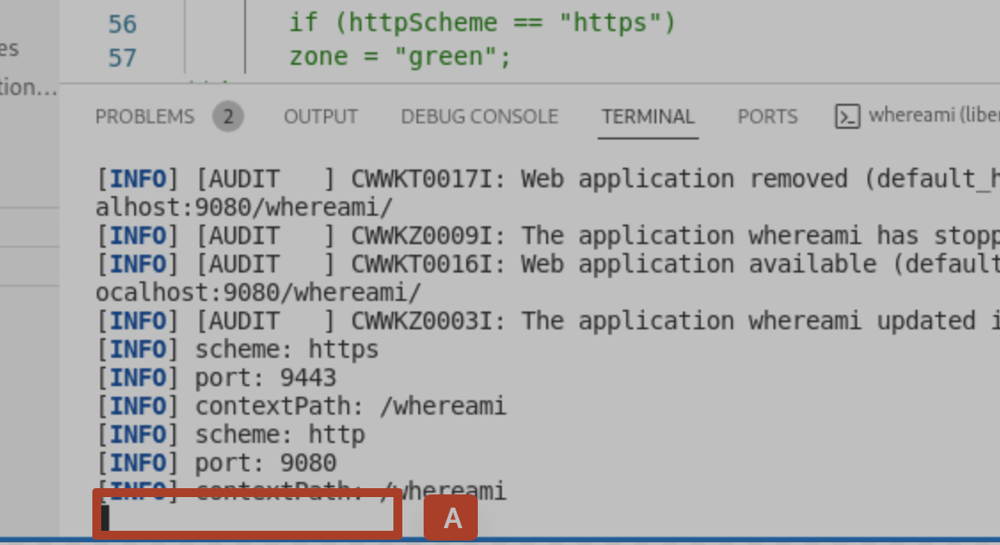 es
tion...
56 if (httpScheme == "https")
57 zone = "green";
PROBLEMS 2 OUTPUT DEBUG CONSOLE TERMINAL PORTS whereami (liber
[INFO] [AUDIT   ] CWWKT0017I: Web application removed (default_h
alhost:9080/whereami/
[INFO] [AUDIT   ] CWWKZ0009I: The application whereami has stopp
[INFO] [AUDIT   ] CWWKT0016I: Web application available (default
ocalhost:9080/whereami/
[INFO] [AUDIT   ] CWWKZ0003I: The application whereami updated i
[INFO] scheme: https
[INFO] port: 9443
[INFO] contextPath: /whereami
[INFO] scheme: http
[INFO] port: 9080
[INFO] contextPath: /whereami
A